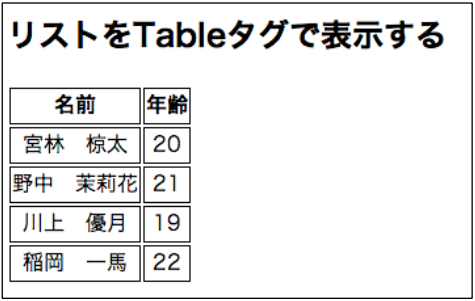 リストをTableタグで表示する
名前 年齢
宮林　椋太 20
野中　茉莉花 21
川上　優月 19
稲岡　一馬 22